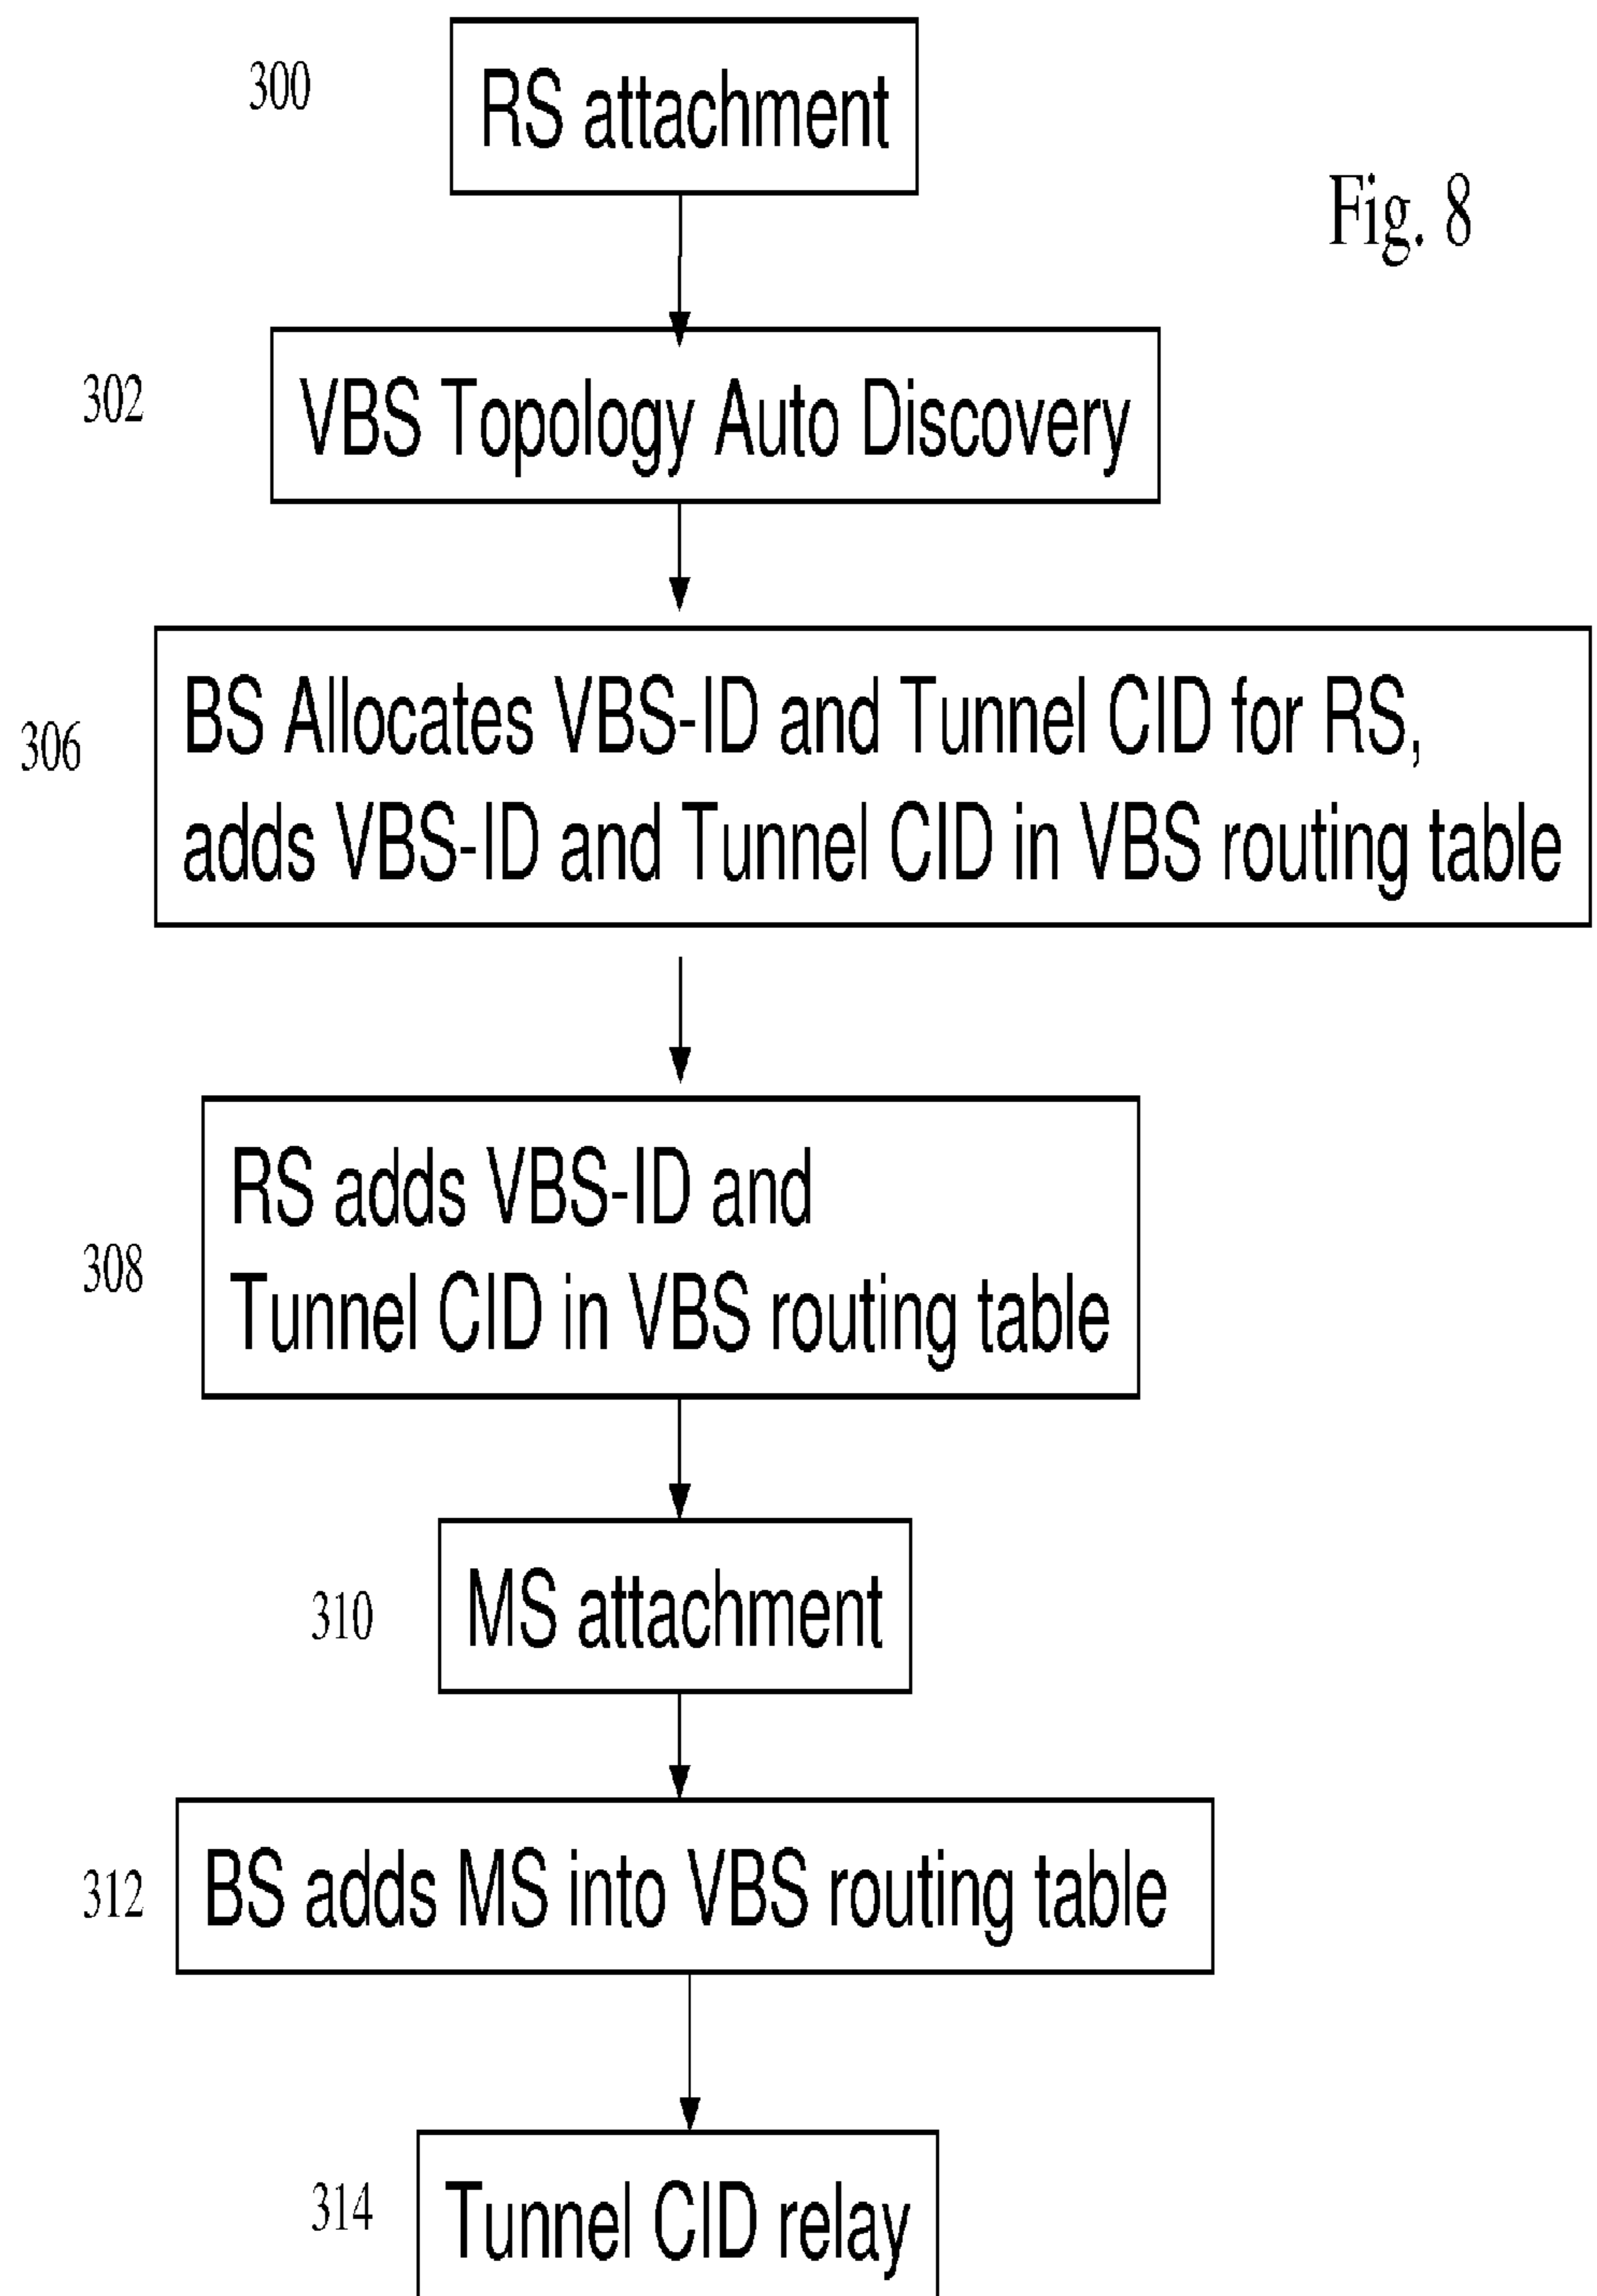 300
RS attachment
Fig. 8
302
VBS Topology Auto Discovery
306
BS Allocates VBS-ID and Tunnel CID for RS,
adds VBS-ID and Tunnel CID in VBS routing table
308
RS adds VBS-ID and
Tunnel CID in VBS routing table
310
MS attachment
312
BS adds MS into VBS routing table
314
Tunnel CID relay